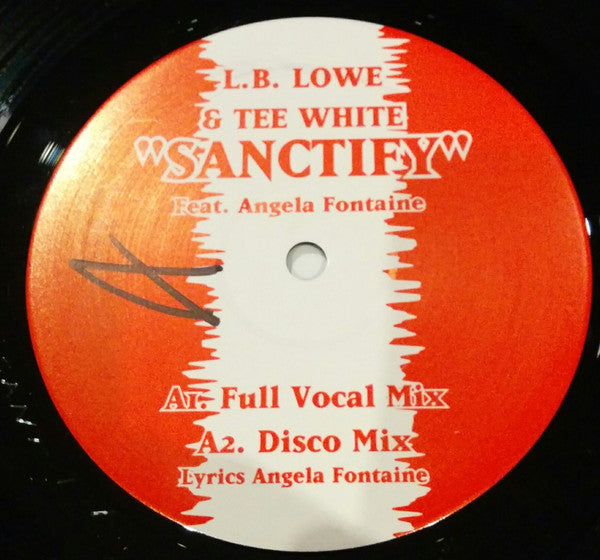 L.B. LOWE
& TEE WHITE
"SANCTIFY"
Feat. Angela Fontaine
A1. Full Vocal Mix
A2. Disco Mix
Lyrics Angela Fontaine